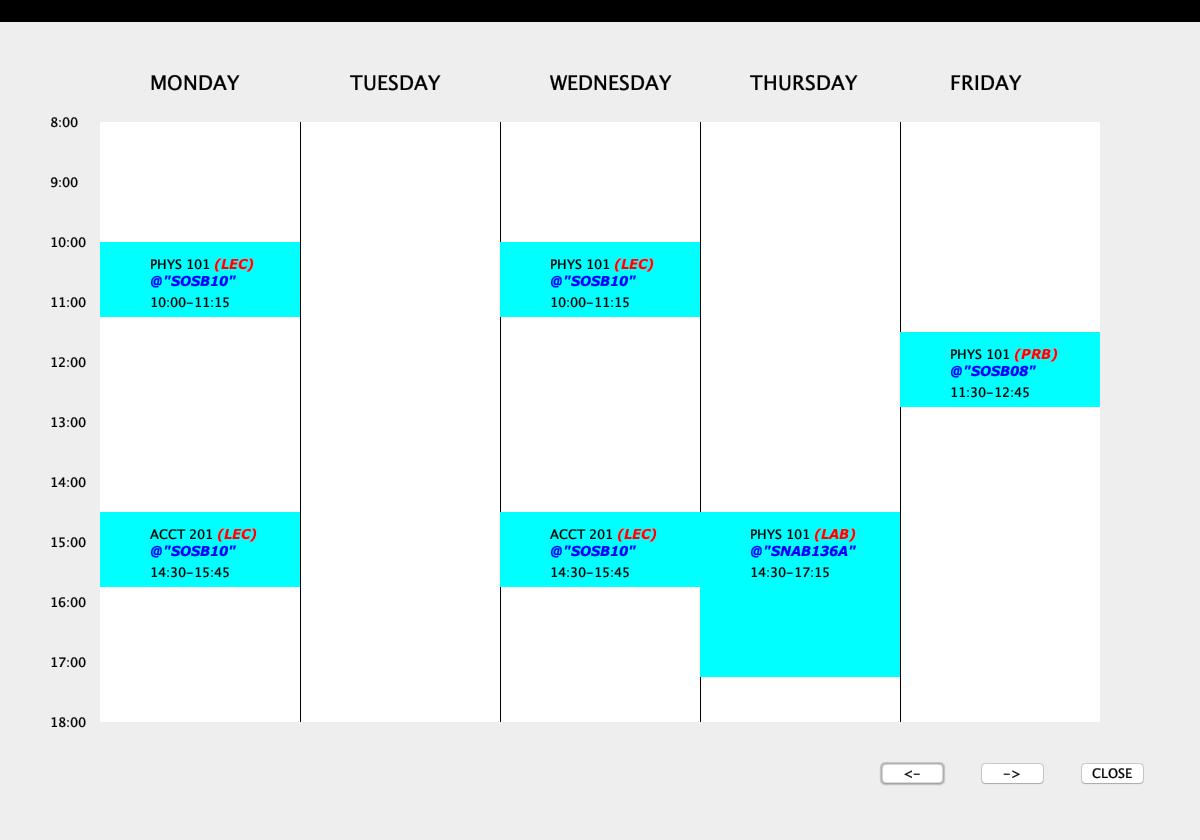 MONDAY TUESDAY WEDNESDAY THURSDAY FRIDAY
8:00
9:00
10:00
PHYS 101 (LEC) PHYS 101 (LEC)
@"SOSB10" @"SOSB10"
11:00 10:00-11:15 10:00-11:15
PHYS 101 (PRB)
12:00
@"SOSB08"
11:30-12:45
13:00
14:00
ACCT 201 (LEC) ACCT 201 (LEC) PHYS 101 (LAB)
15:00
@"SOSB10" @"SOSB10" @"SNAB136A"
14:30-15:45 14:30-15:45 14:30-17:15
16:00
17:00
18:00
<- -> CLOSE